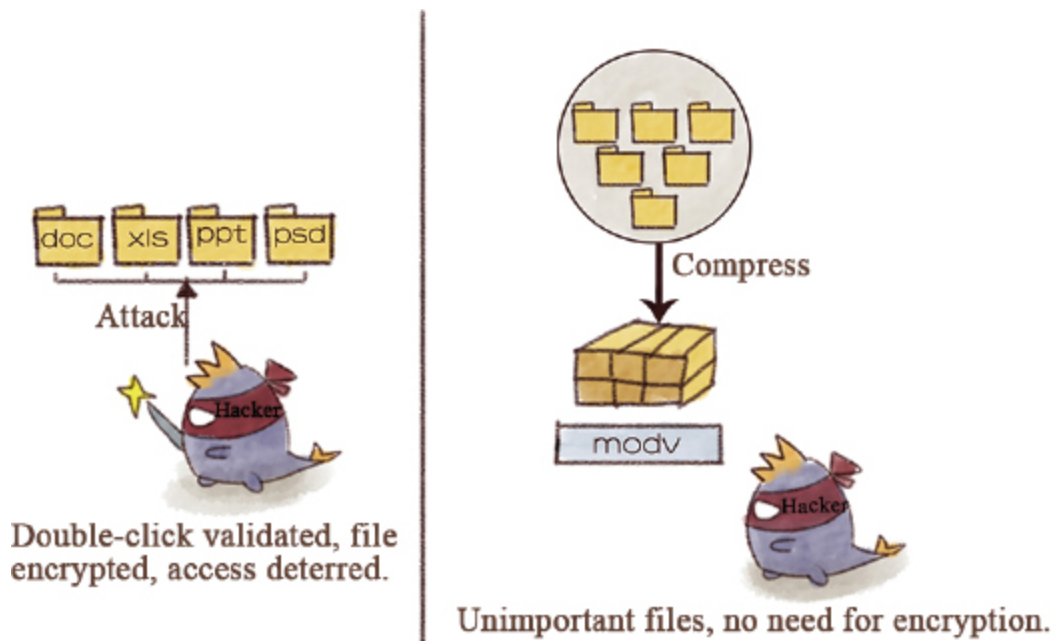 doc xls ppt psd
Attack
Hacker
Double-click validated, file
encrypted, access deterred.
Compress
modv
Hacker
Unimportant files, no need for encryption.